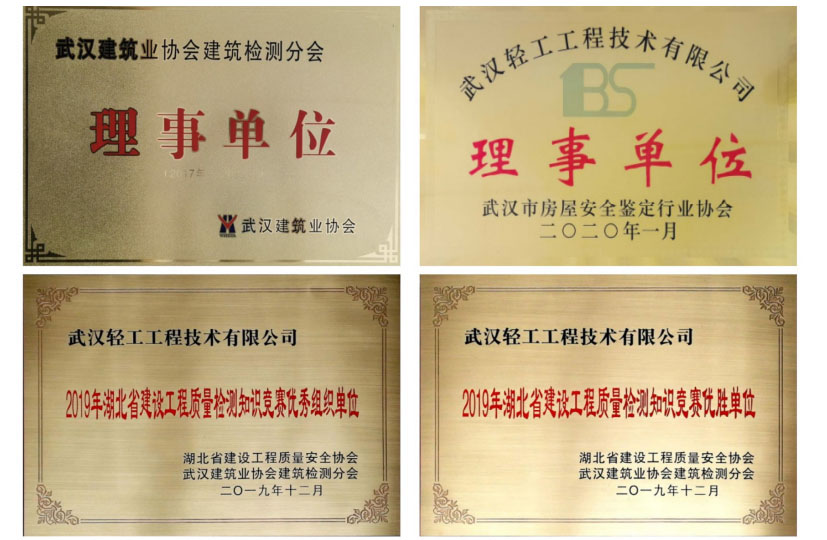 武汉建筑业协会建筑检测分会
理事单位
武汉建筑业协会
武汉轻工工程技术有限公司
BS
理事单位
武汉市房屋安全鉴定行业协会
二〇二〇年一月
武汉轻工工程技术有限公司
2019年湖北省建设工程质量检测知识竞赛优秀组织单位
湖北省建设工程质量安全协会
武汉建筑业协会建筑检测分会
二〇一九年十二月
武汉轻工工程技术有限公司
2019年湖北省建设工程质量检测知识竞赛优胜单位
湖北省建设工程质量安全协会
武汉建筑业协会建筑检测分会
二〇一九年十二月